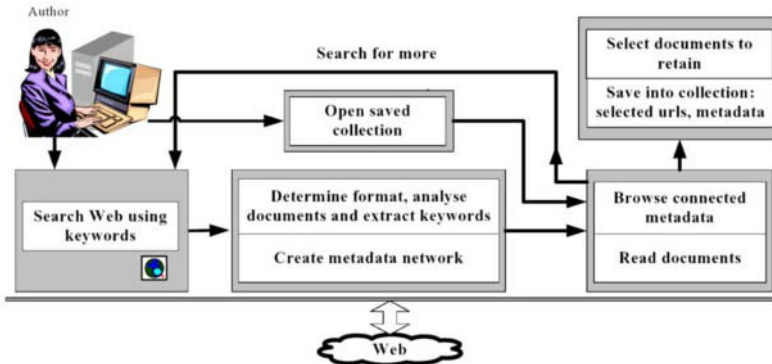 Author
Search for more
Select documents to
retain
Save into collection:
selected urls, metadata
Open saved
collection
Search Web using
keywords
Determine format, analyse
documents and extract keywords
Create metadata network
Browse connected
metadata
Read documents
Web